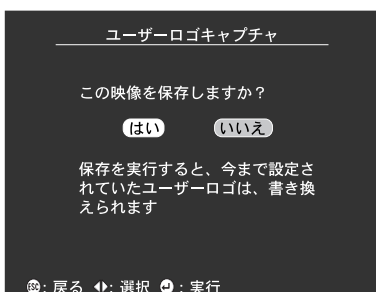 ユーザーロゴキャプチャ
この映像を保存しますか？
はい いいえ
保存を実行すると、今まで設定さ
れていたユーザーロゴは、書き換
えられます
ESC : 戻る : 選択 : 実行